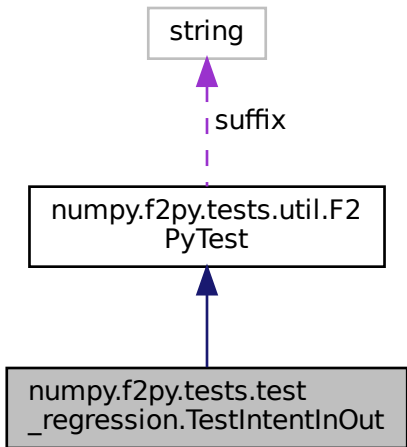 string
suffix
numpy.f2py.tests.util.F2
PyTest
numpy.f2py.tests.test
_regression.TestIntentInOut